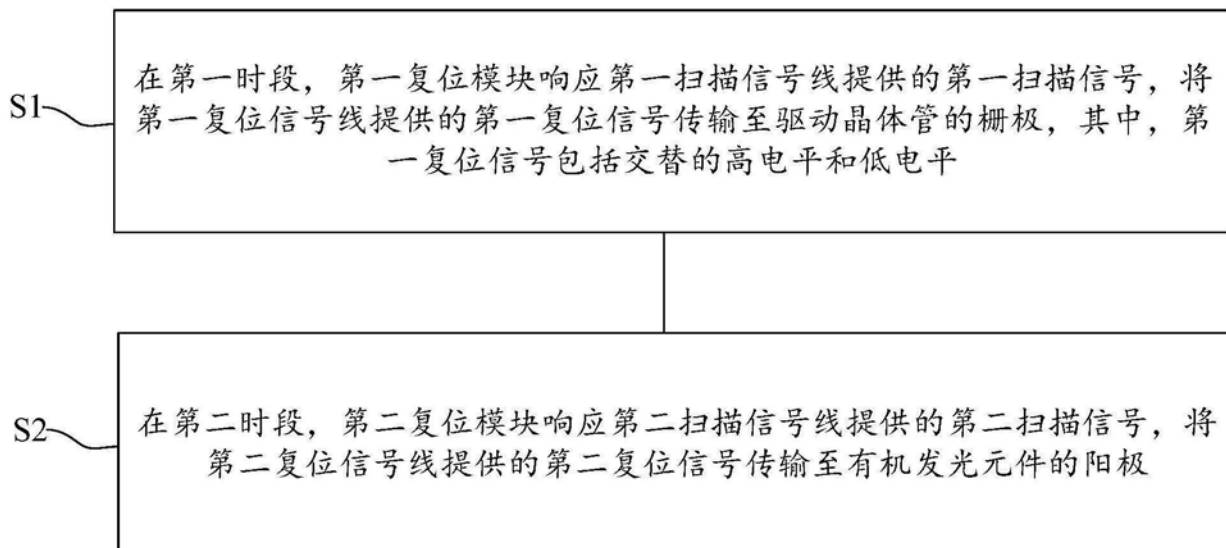 S1
在第一时段，第一复位模块响应第一扫描信号线提供的第一扫描信号，将
第一复位信号线提供的第一复位信号传输至驱动晶体管的栅极，其中，第
一复位信号包括交替的高电平和低电平
S2
在第二时段，第二复位模块响应第二扫描信号线提供的第二扫描信号，将
第二复位信号线提供的第二复位信号传输至有机发光元件的阳极